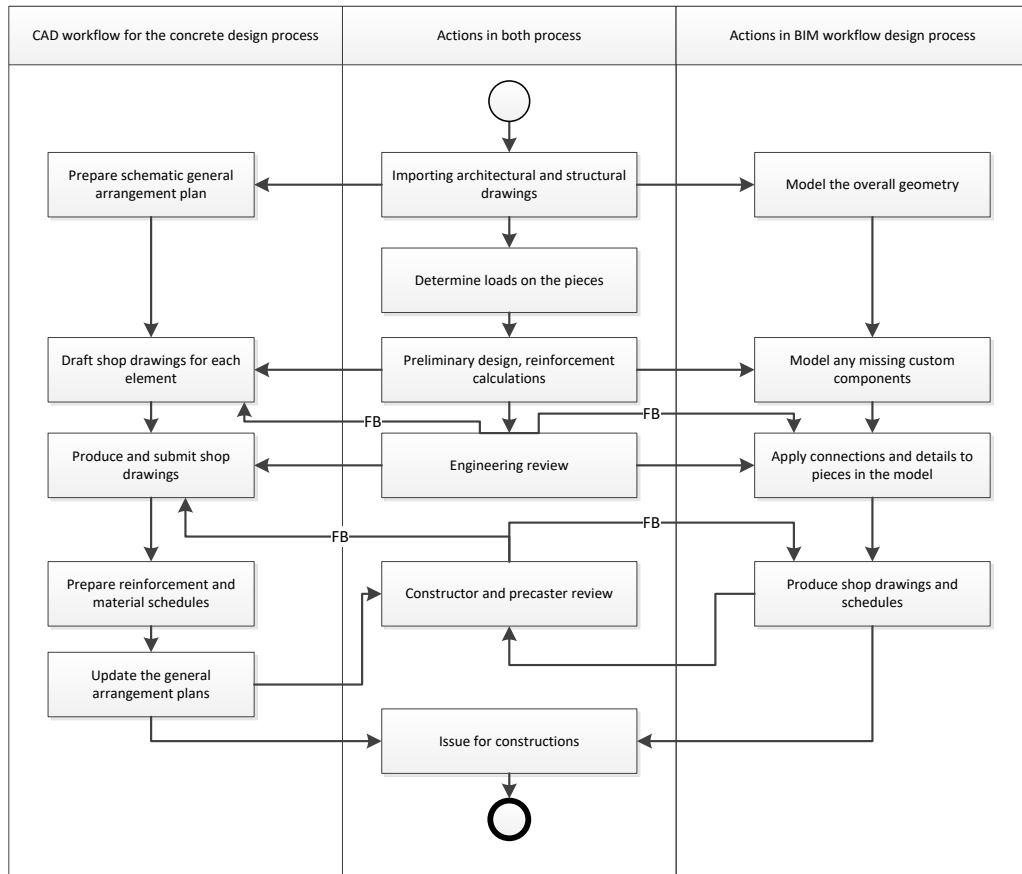 CAD workflow for the concrete design process
Actions in both process
Actions in BIM workflow design process
Prepare schematic general
arrangement plan
Importing architectural and structural
drawings
Model the overall geometry
Determine loads on the pieces
Draft shop drawings for each
element
Preliminary design, reinforcement
calculations
Model any missing custom
components
FB
FB
Produce and submit shop
drawings
Engineering review
Apply connections and details to
pieces in the model
FB
FB
Prepare reinforcement and
material schedules
Constructor and precaster review
Produce shop drawings and
schedules
Update the general
arrangement plans
Issue for constructions